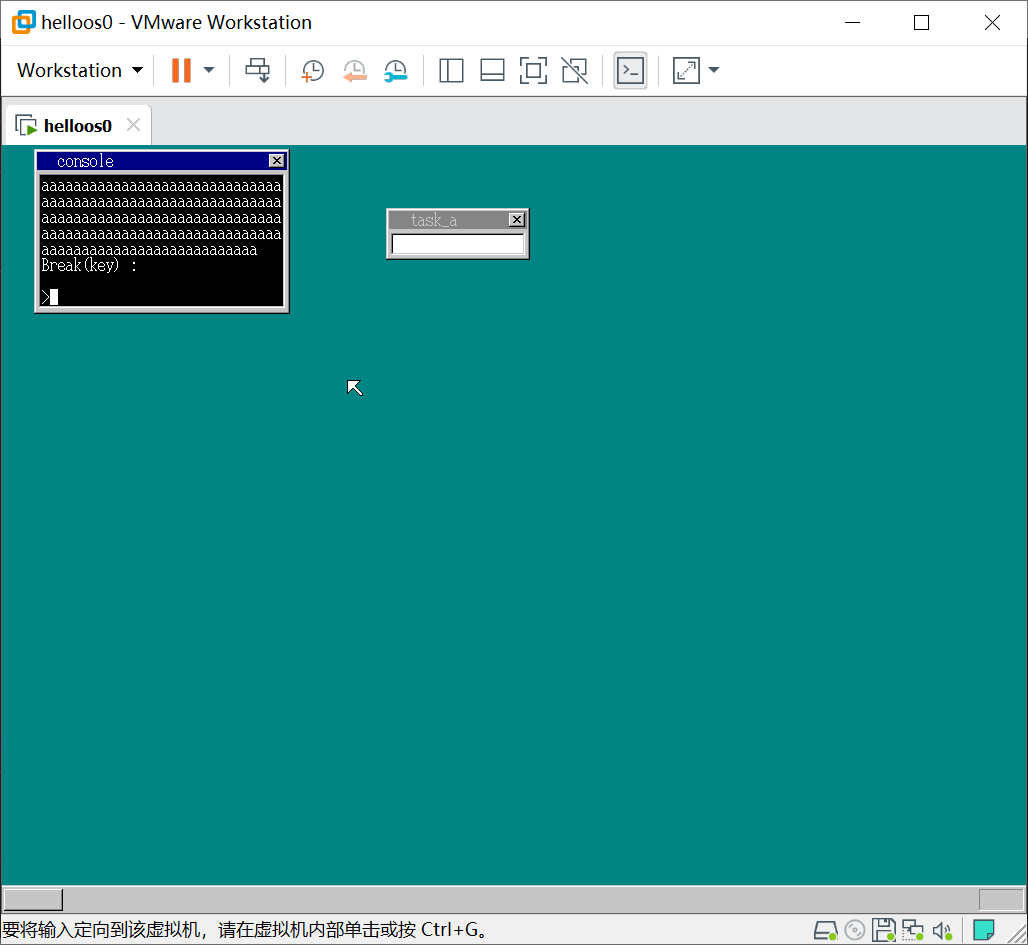 helloos0 - VMware Workstation
Workstation
helloos0
console
aaaaaaaaaaaaaaaaaaaaaaaaaaaaaa
aaaaaaaaaaaaaaaaaaaaaaaaaaaaaa
aaaaaaaaaaaaaaaaaaaaaaaaaaaaaa
aaaaaaaaaaaaaaaaaaaaaaaaaaaaaa
aaaaaaaaaaaaaaaaaaaaaaaaaaa
Break(key) :
>
task_a
要将输入定向到该虚拟机，请在虚拟机内部单击或按 Ctrl+G。